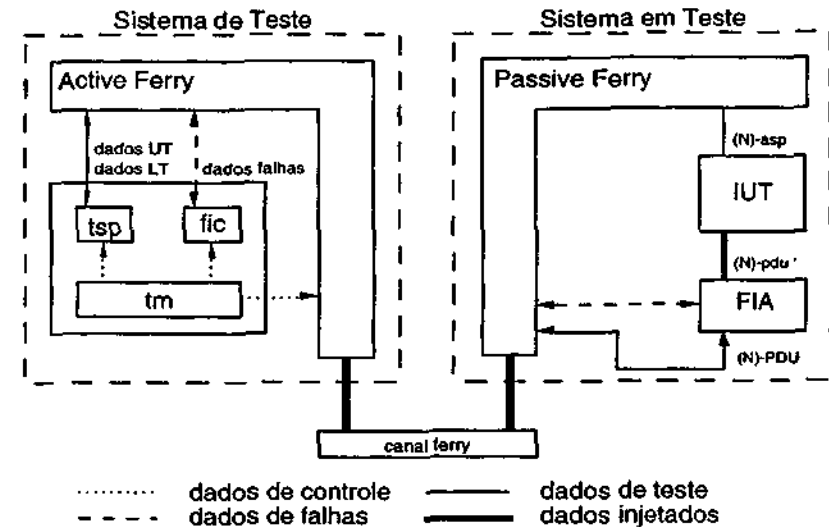 Sistema de Teste
Sistema em Teste
Active Ferry
Passive Ferry
dados UT
dados LT
dados falhas
(N)-asp
tsp
fic
IUT
(N)-pdu '
tm
FIA
(N)-PDU
canal ferry
dados de controle
dados de teste
dados de falhas
dados injetados